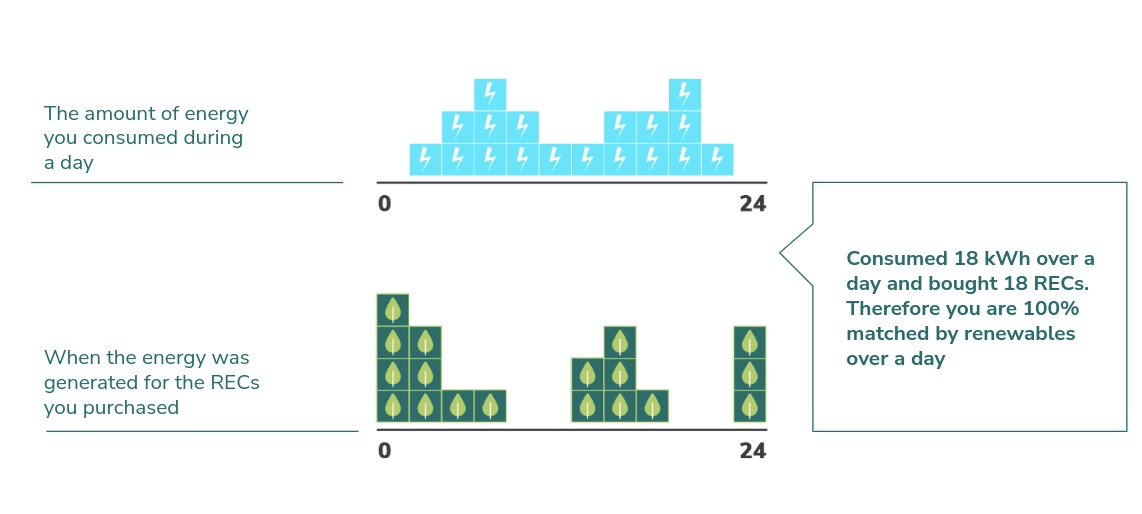 The amount of energy
you consumed during
a day
0
24
Consumed 18 kWh over a
day and bought 18 RECs.
Therefore you are 100%
matched by renewables
over a day
When the energy was
generated for the RECs
you purchased
0
24